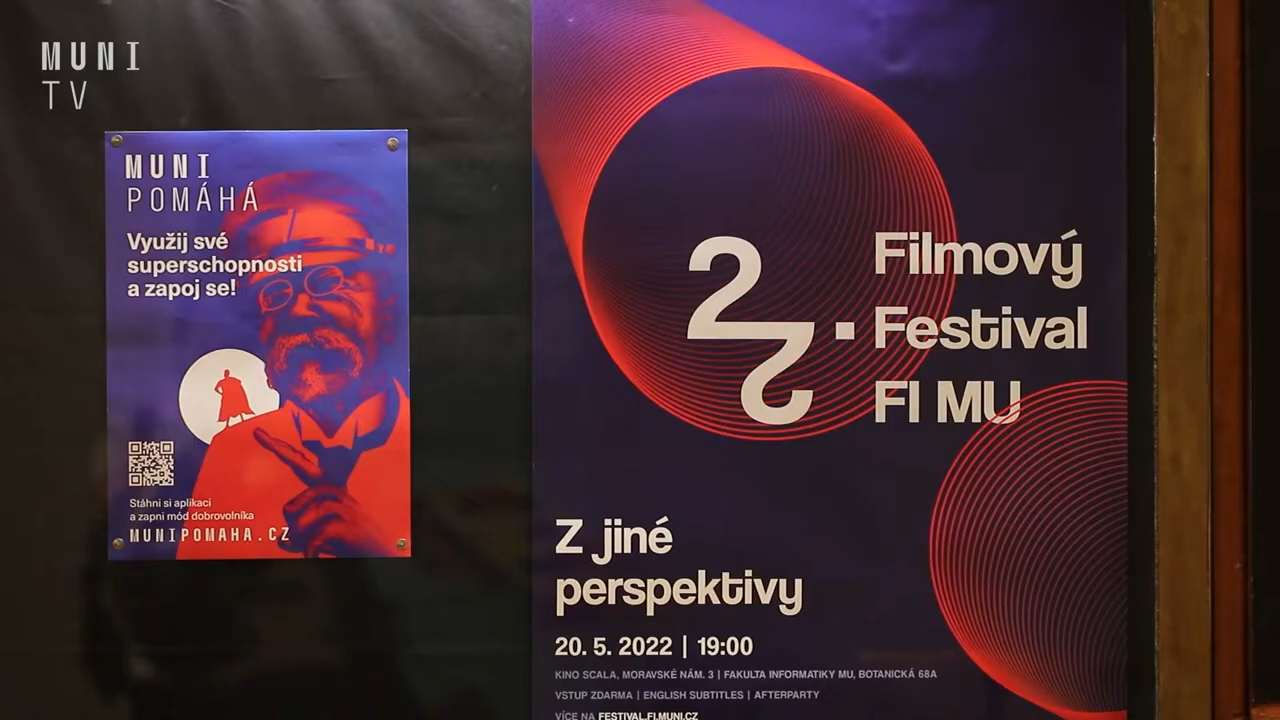 MUNI
TV
MUNI
POMÁHÁ
Využij své
superschopnosti
a zapoj se!
Stáhni si aplikaci
a zapni mód dobrovolníka
MUNIPOMAHA.CZ
22. Filmový
Festival
FI MU
Z jiné
perspektivy
20. 5. 2022 | 19:00
KINO SCALA, MORAVSKÉ NÁM. 3 | FAKULTA INFORMATIKY MU, BOTANICKÁ 68A
VSTUP ZDARMA | ENGLISH SUBTITLES | AFTERPARTY
VÍCE NA FESTIVAL.FI.MUNI.CZ